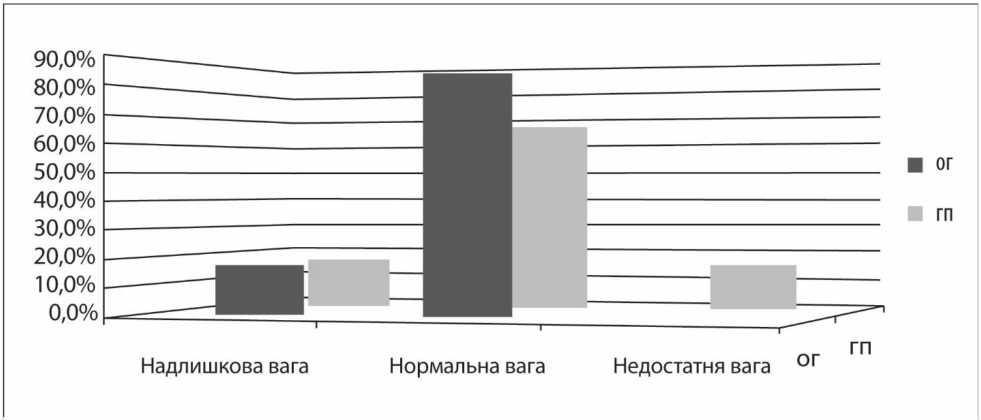 90,0%
80,0%
70,0%
60,0%
50,0%
40,0%
30,0%
20,0%
10,0%
0,0%
Надлишкова вага
Нормальна вага
Недостатня вага
ОГ
ГП
ОГ
ГП